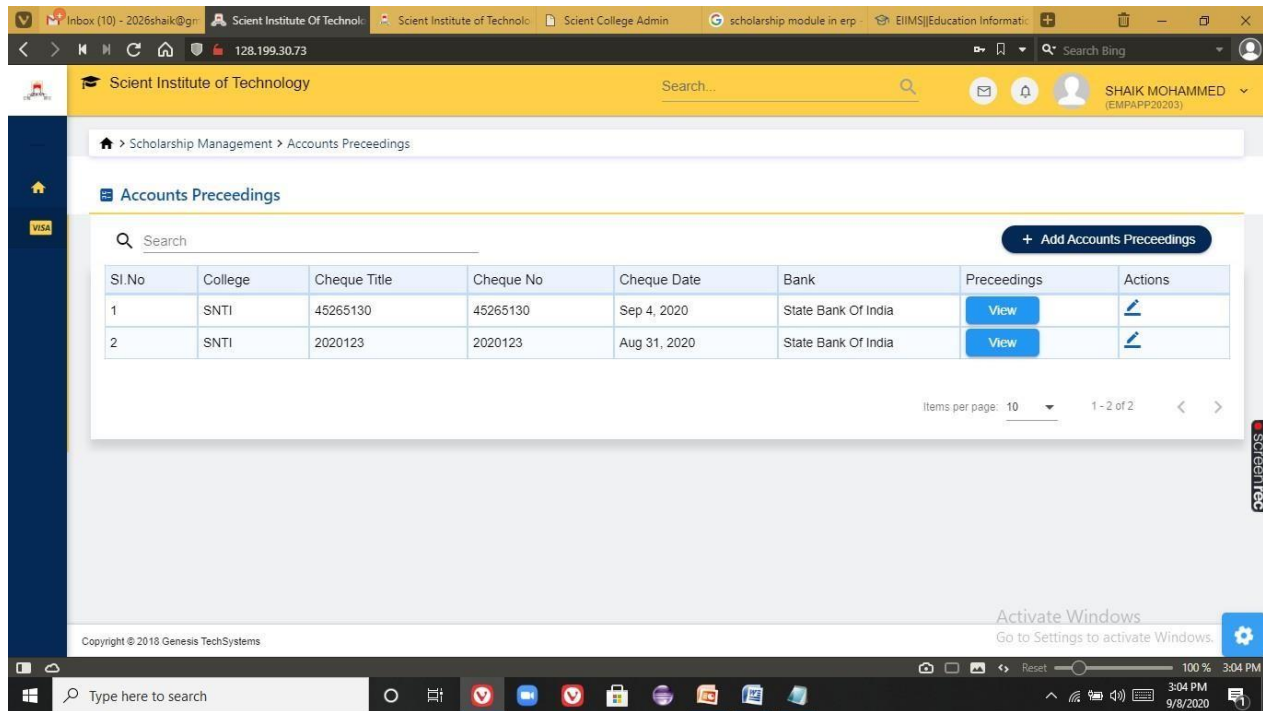 Inbox (10) - 2026shaik@gm
Scient Institute Of Technolo
Scient Institute of Technolo
Scient College Admin
scholarship module in erp -
EIIMS||Education Informatic
128.199.30.73
Search Bing
Scient Institute of Technology
Search...
SHAIK MOHAMMED
(EMPAPP20203)
> Scholarship Management > Accounts Preceedings
Accounts Preceedings
VISA
Search
+ Add Accounts Preceedings
Sl.No College Cheque Title Cheque No Cheque Date Bank Preceedings Actions
1 SNTI 45265130 45265130 Sep 4, 2020 State Bank Of India View
2 SNTI 2020123 2020123 Aug 31, 2020 State Bank Of India View
Items per page: 10 1 - 2 of 2
screenrec
Activate Windows
Go to Settings to activate Windows.
Copyright © 2018 Genesis TechSystems
Reset 100 % 3:04 PM
Type here to search
3:04 PM
9/8/2020